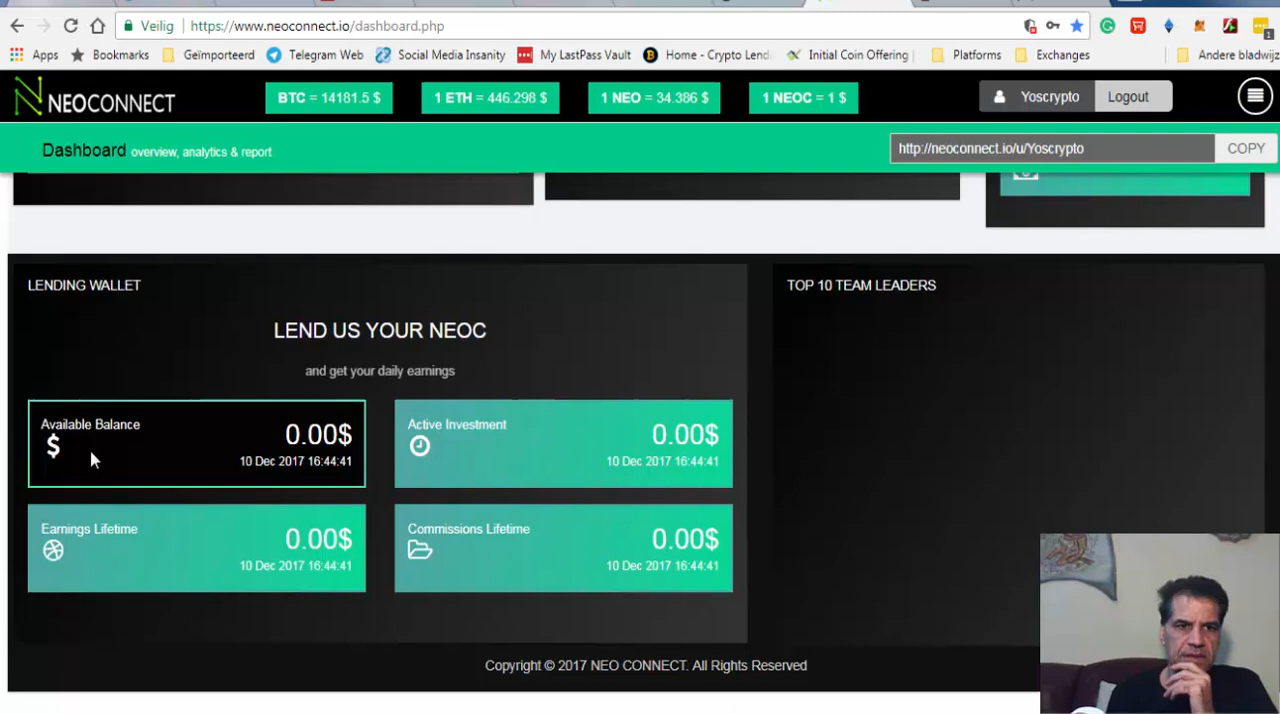 Veilig https://www.neoconnect.io/dashboard.php
Apps Bookmarks Geïmporteerd Telegram Web Social Media Insanity My LastPass Vault Home - Crypto Lend Initial Coin Offering | Platforms Exchanges Andere bladwijz
1
NEOCONNECT
BTC = 14181.5 $ 1 ETH = 446.298 $ 1 NEO = 34.386 $ 1 NEOC = 1 $
Yoscrypto Logout
Dashboard overview, analytics & report
http://neoconnect.io/u/Yoscrypto COPY
LENDING WALLET
LEND US YOUR NEOC
and get your daily earnings
Available Balance
$
0.00$
10 Dec 2017 16:44:41
Active Investment
0.00$
10 Dec 2017 16:44:41
Earnings Lifetime
0.00$
10 Dec 2017 16:44:41
Commissions Lifetime
0.00$
10 Dec 2017 16:44:41
TOP 10 TEAM LEADERS
Copyright © 2017 NEO CONNECT. All Rights Reserved